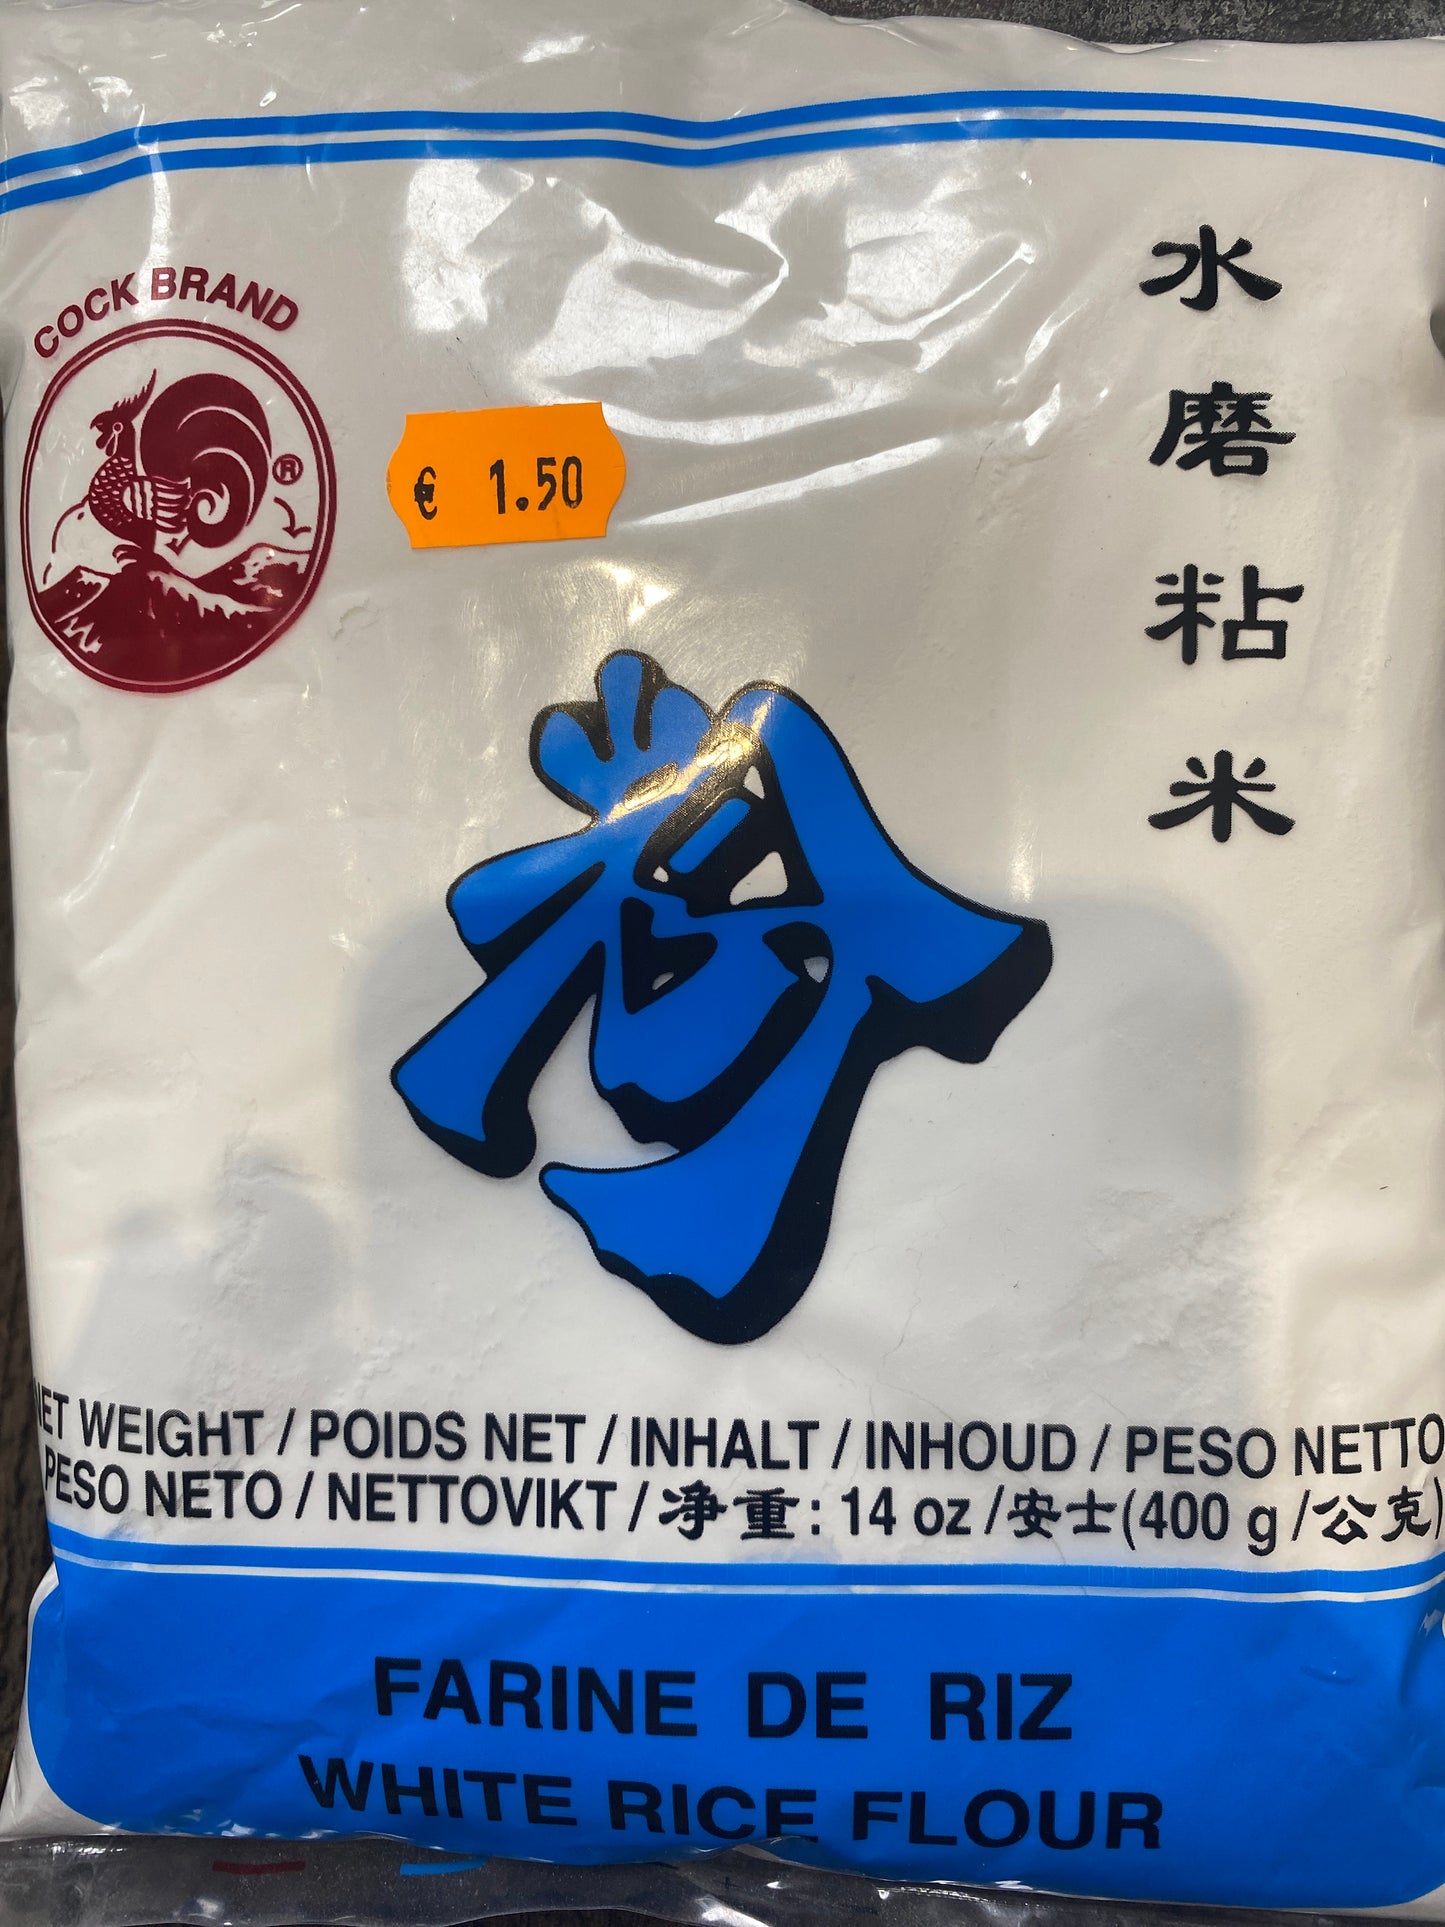 COCK BRAND
®
€ 1.50
水磨粘米
粉
NET WEIGHT / POIDS NET / INHALT / INHOUD / PESO NETTO
PESO NETO / NETTOVIKT / 淨重: 14 oz /安士(400 g /公克)
FARINE DE RIZ
WHITE RICE FLOUR